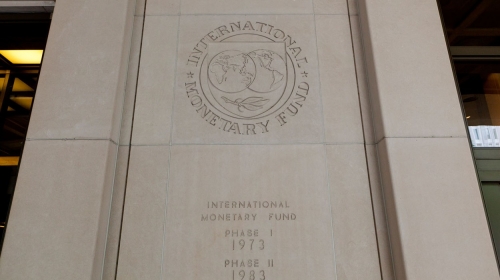 INTERNATIONAL
MONETARY FUND
INTERNATIONAL
MONETARY FUND
PHASE I
1973
PHASE II
1983